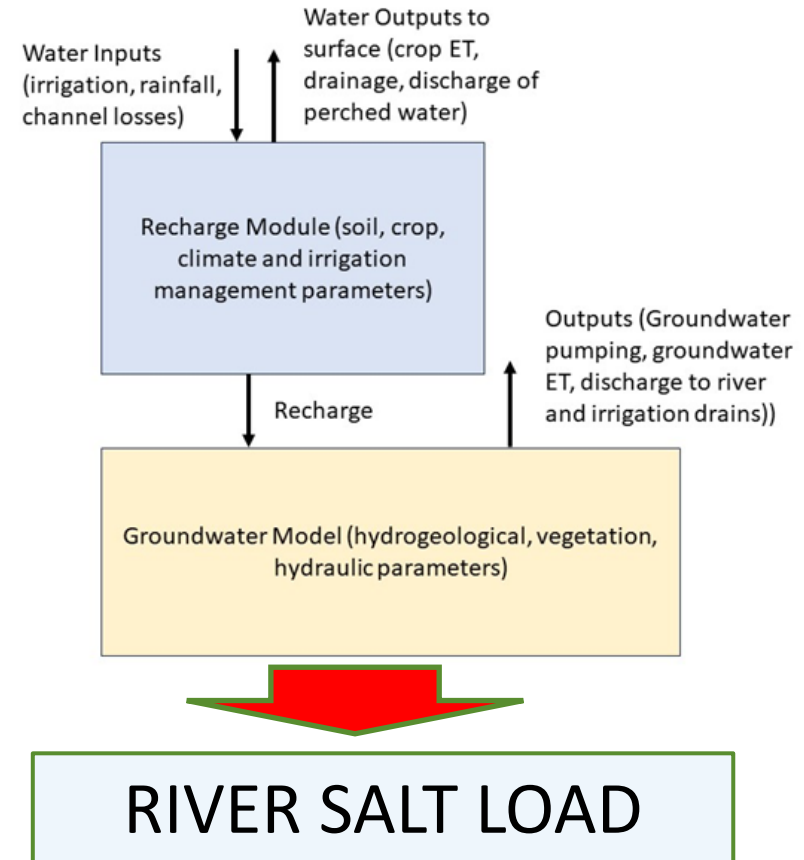 Water Inputs
(irrigation, rainfall,
channel losses)
Water Outputs to
surface (crop ET,
drainage, discharge of
perched water)
Recharge Module (soil, crop,
climate and irrigation
management parameters)
Outputs (Groundwater
pumping, groundwater
ET, discharge to river
and irrigation drains))
Recharge
Groundwater Model (hydrogeological, vegetation,
hydraulic parameters)
RIVER SALT LOAD